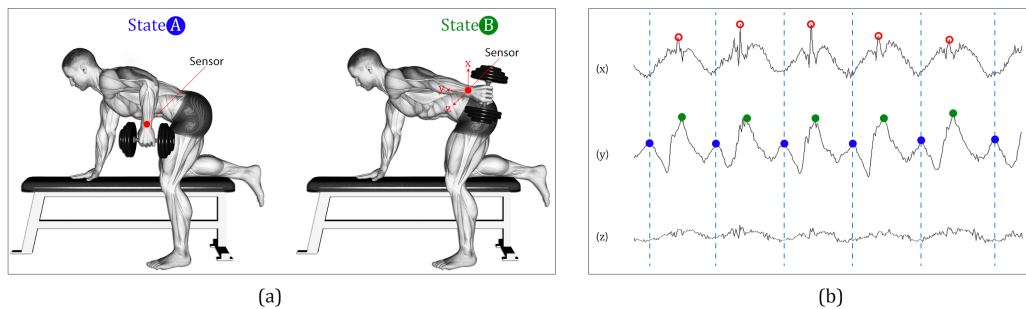 State A
State B
Sensor
Sensor
X
y
z
(x)
(y)
(z)
(a)
(b)